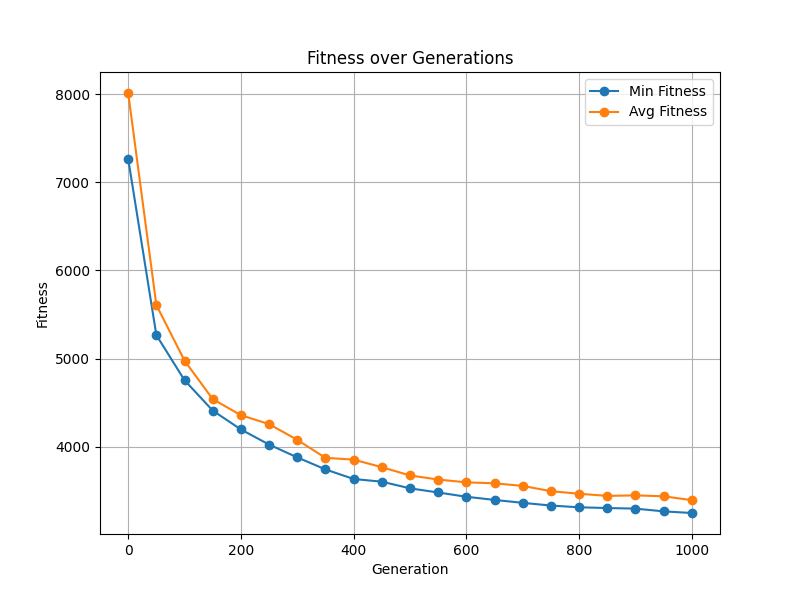 Fitness over Generations
Min Fitness
Avg Fitness
8000
7000
6000
5000
4000
Fitness
0 200 400 600 800 1000
Generation